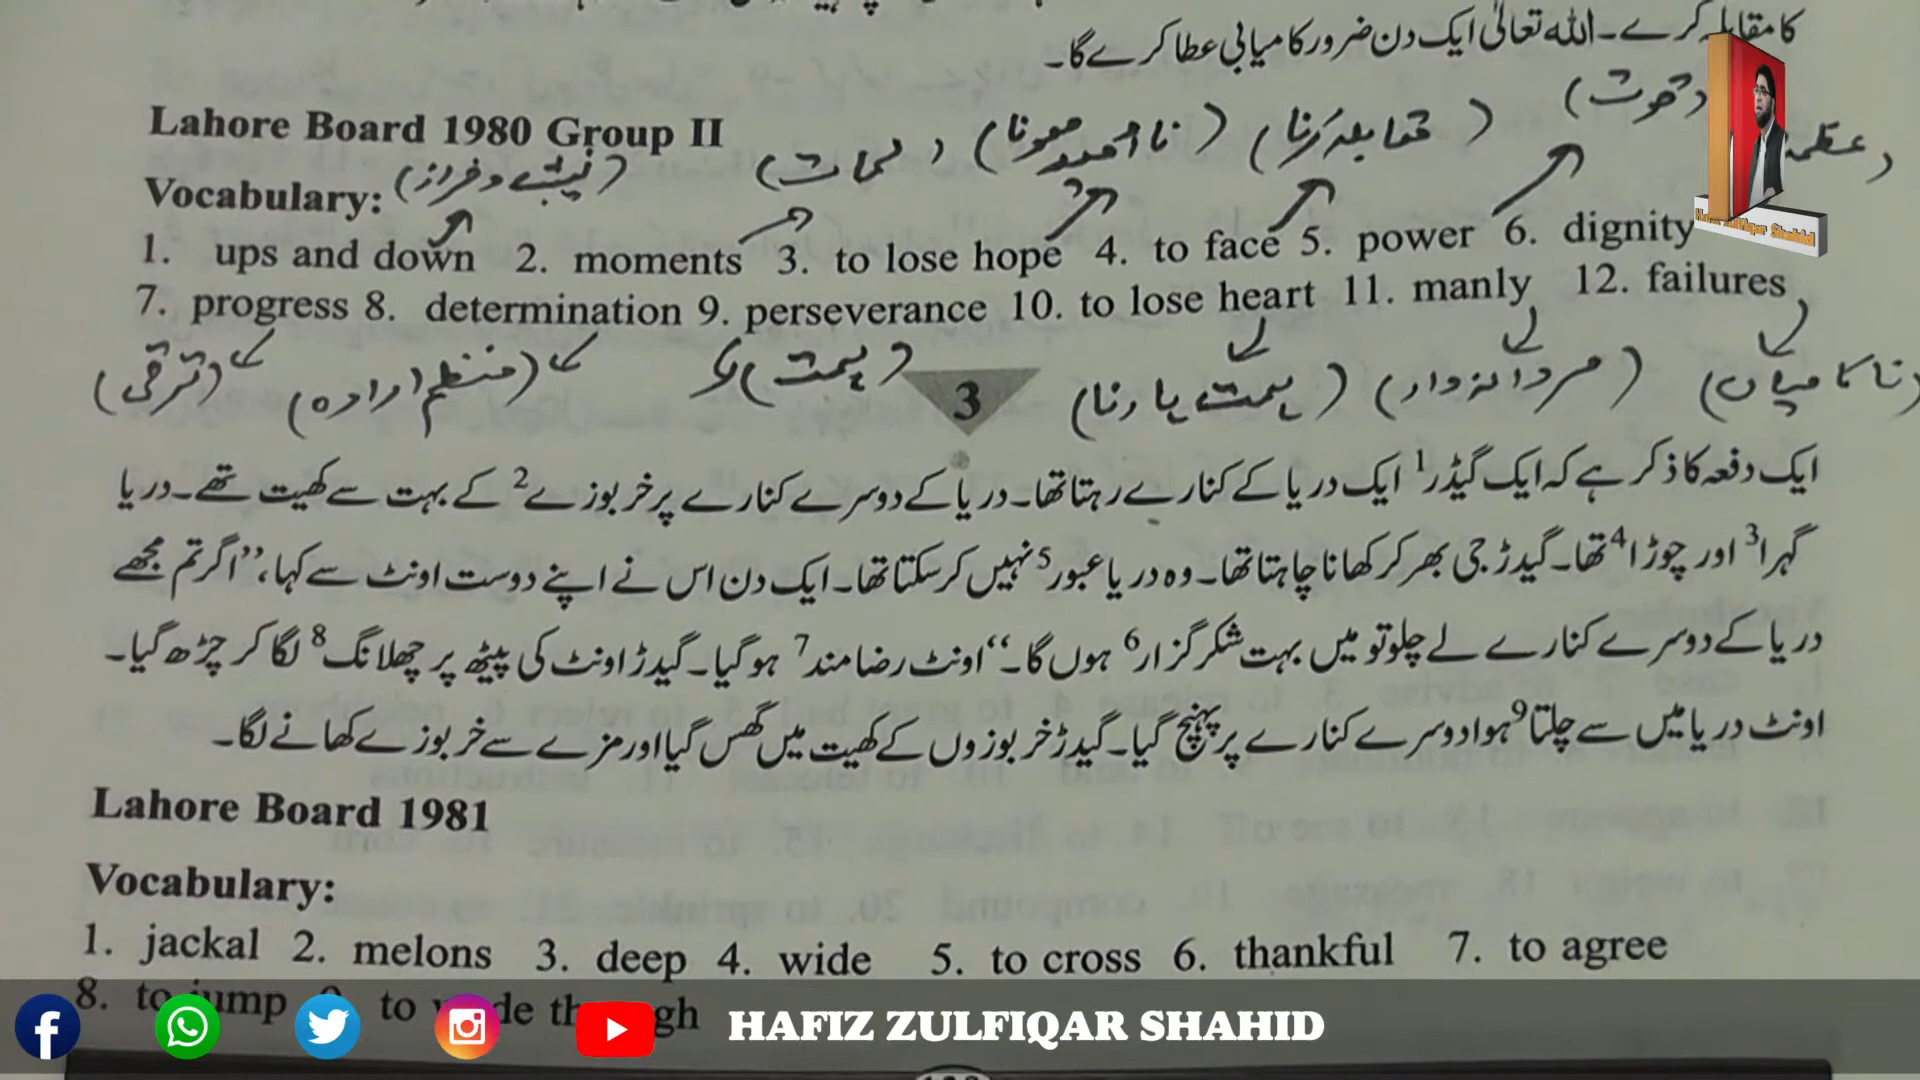 کا مقابلہ کرے۔ اللہ تعالیٰ ایک دن ضرور کامیابی عطا کرے گا۔
Lahore Board 1980 Group II
(نشیب و فراز) (لمحات) (نا امید ہونا) (مقابلہ کرنا) (قوت)
Vocabulary:
1. ups and down 2. moments 3. to lose hope 4. to face 5. power 6. dignity
7. progress 8. determination 9. perseverance 10. to lose heart 11. manly 12. failures
(ترقی) (منظم ارادہ) (ہمت) (ہمت ہارنا) (مردانہ وار) (ناکامیاں)
3
ایک دفعہ کا ذکر ہے کہ ایک گیڈر1 ایک دریا کے کنارے رہتا تھا۔ دریا کے دوسرے کنارے پر خربوزے2 کے بہت سے کھیت تھے۔ دریا
گہرا3 اور چوڑا4 تھا۔ گیدڑ جی بھر کر کھانا چاہتا تھا۔ وہ دریا عبور5 نہیں کر سکتا تھا۔ ایک دن اس نے اپنے دوست اونٹ سے کہا، ”اگر تم مجھے
دریا کے دوسرے کنارے لے چلو تو میں بہت شکر گزار6 ہوں گا۔“ اونٹ رضا مند7 ہو گیا۔ گیدڑ اونٹ کی پیٹھ پر چھلانگ8 لگا کر چڑھ گیا۔
اونٹ دریا میں سے چلتا9 ہوا دوسرے کنارے پر پہنچ گیا۔ گیدڑ خربوزوں کے کھیت میں گھس گیا اور مزے سے خربوزے کھانے لگا۔
Lahore Board 1981
Vocabulary:
1. jackal 2. melons 3. deep 4. wide 5. to cross 6. thankful 7. to agree
8. to jump to
HAFIZ ZULFIQAR SHAHID